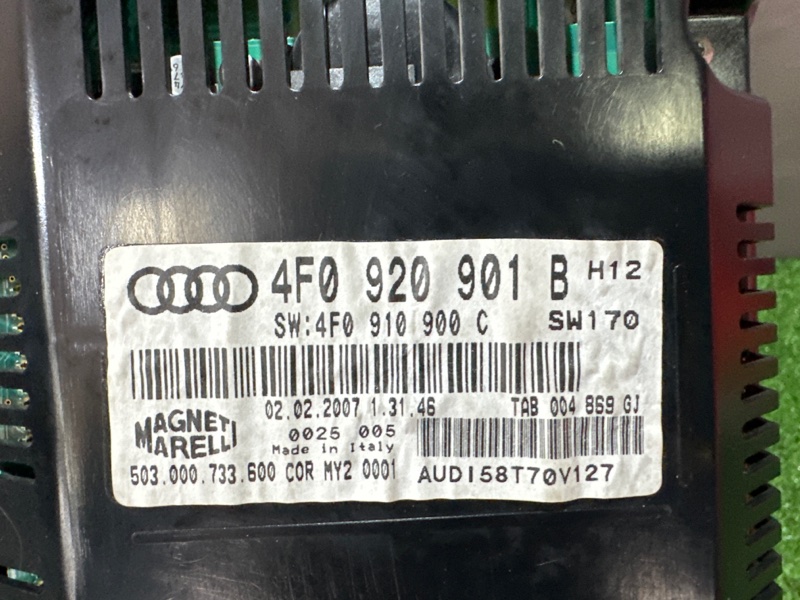 4F0 920 901 B H12
SW:4F0 910 900 C SW170
02.02.2007 1.31.46 TAB 004 869 GJ
MAGNETI MARELLI
0025 005
Made in Italy
503.000.733.600 COR MY2 0001
AUDI58T70V127